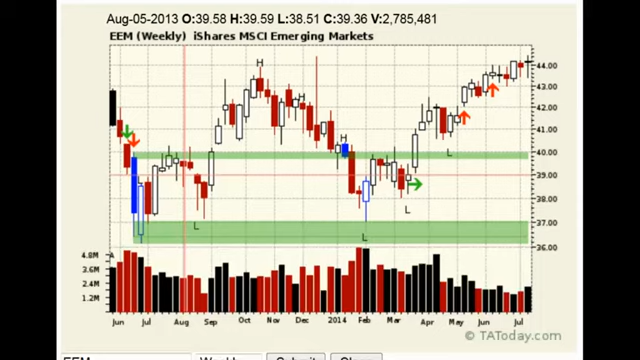 Aug-05-2013 O:39.58 H:39.59 L:38.51 C:39.36 V:2,785,481
EEM (Weekly) iShares MSCI Emerging Markets
H
H
H
L
L
L
L
44.00
43.00
42.00
41.00
40.00
39.00
38.00
37.00
36.00
4.8M
3.6M
2.4M
1.2M
A
Jun Jul Aug Sep Oct Nov Dec 2014 Feb Mar Apr May Jun Jul
© TAToday.com
EEM Weekly Submit Close